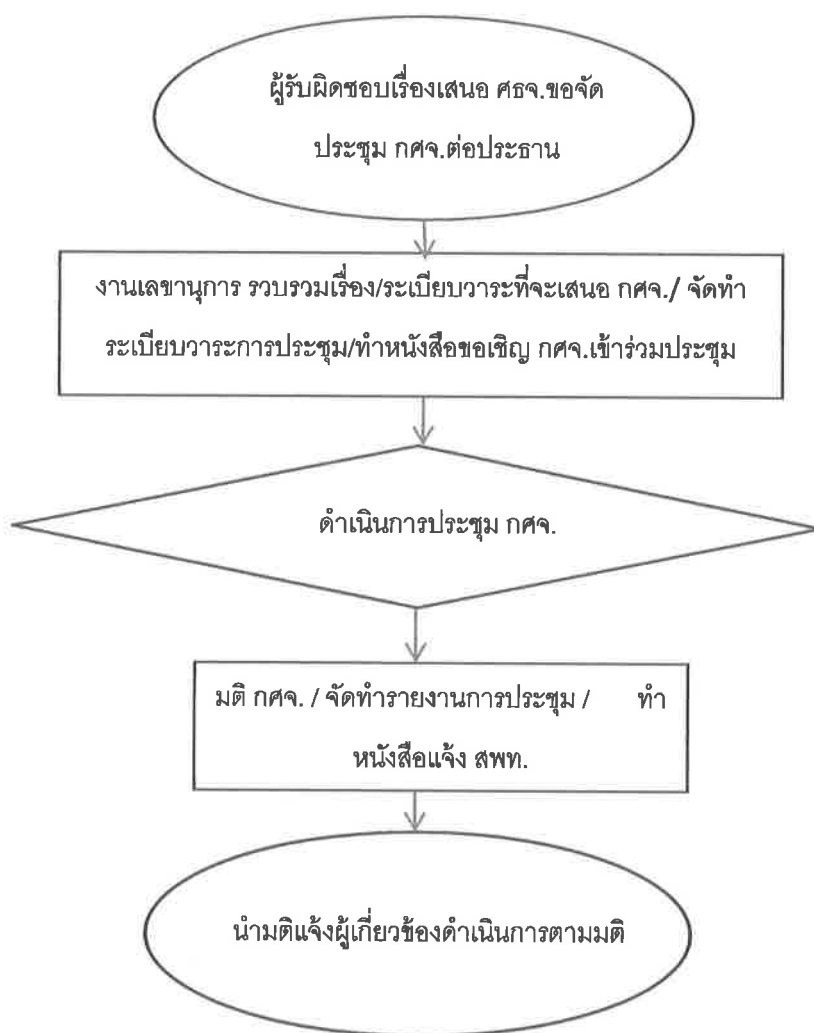 ผู้รับผิดชอบเรื่องเสนอ ศธจ.ขอจัด
ประชุม กศจ.ต่อประธาน
งานเลขานุการ รวบรวมเรื่อง/ระเบียบวาระที่จะเสนอ กศจ./ จัดทำ
ระเบียบวาระการประชุม/ทำหนังสือขอเชิญ กศจ.เข้าร่วมประชุม
ดำเนินการประชุม กศจ.
มติ กศจ. / จัดทำรายงานการประชุม / ทำ
หนังสือแจ้ง สพท.
นำมติแจ้งผู้เกี่ยวข้องดำเนินการตามมติ